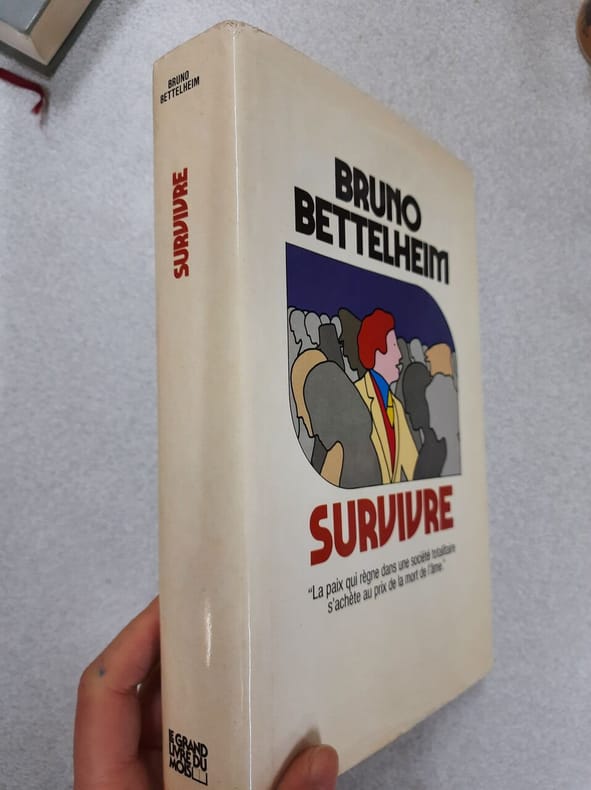 BRUNO
BETTELHEIM
SURVIVRE
LE GRAND
LIVRE DU
MOIS
BRUNO
BETTELHEIM
SURVIVRE
“La paix qui règne dans une société totalitaire
s'achète au prix de la mort de l'âme.”